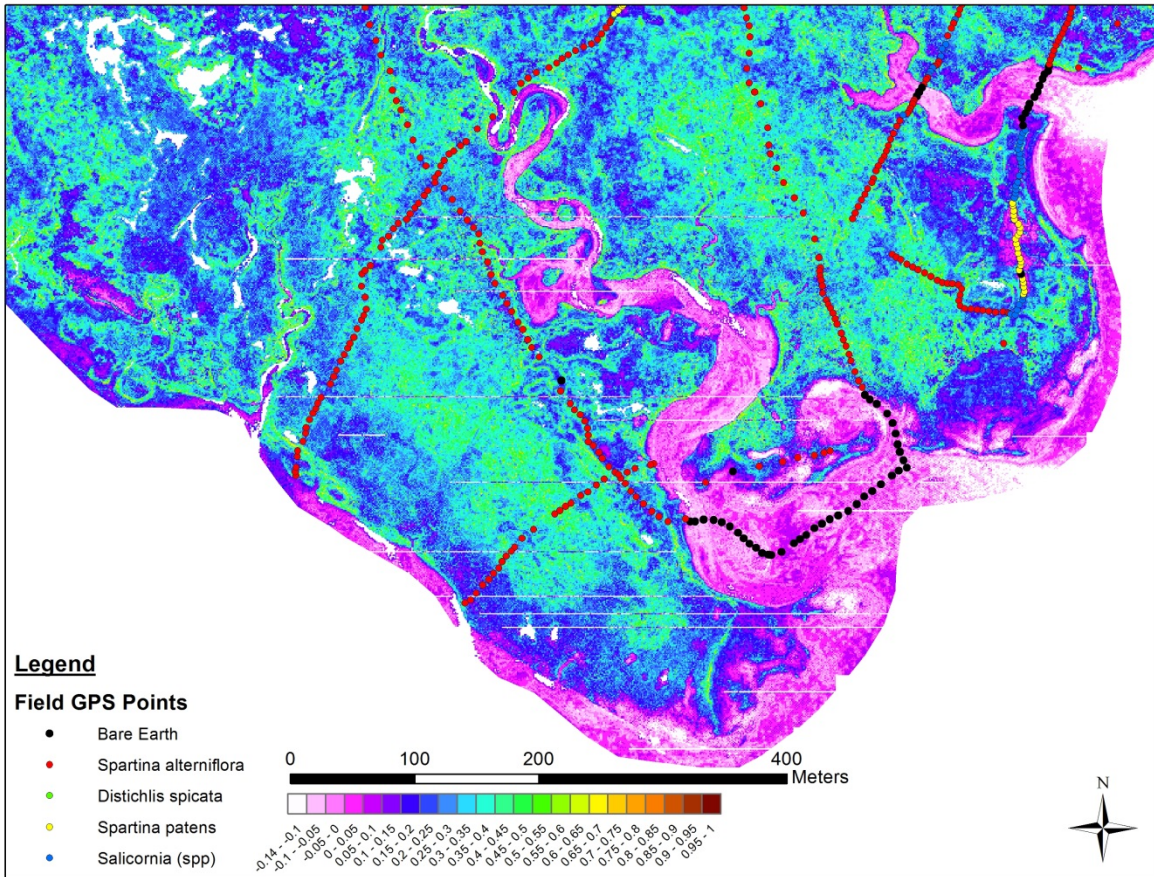 Legend
Field GPS Points
Bare Earth
Spartina alterniflora
Distichlis spicata
Spartina patens
Salicornia (spp)
0 100 200 400
Meters
-0.14 - -0.1
-0.1 - -0.05
-0.05 - 0
0 - 0.05
0.05 - 0.1
0.1 - 0.15
0.15 - 0.2
0.2 - 0.25
0.25 - 0.3
0.3 - 0.35
0.35 - 0.4
0.4 - 0.45
0.45 - 0.5
0.5 - 0.55
0.55 - 0.6
0.6 - 0.65
0.65 - 0.7
0.7 - 0.75
0.75 - 0.8
0.8 - 0.85
0.85 - 0.9
0.9 - 0.95
0.95 - 1
N